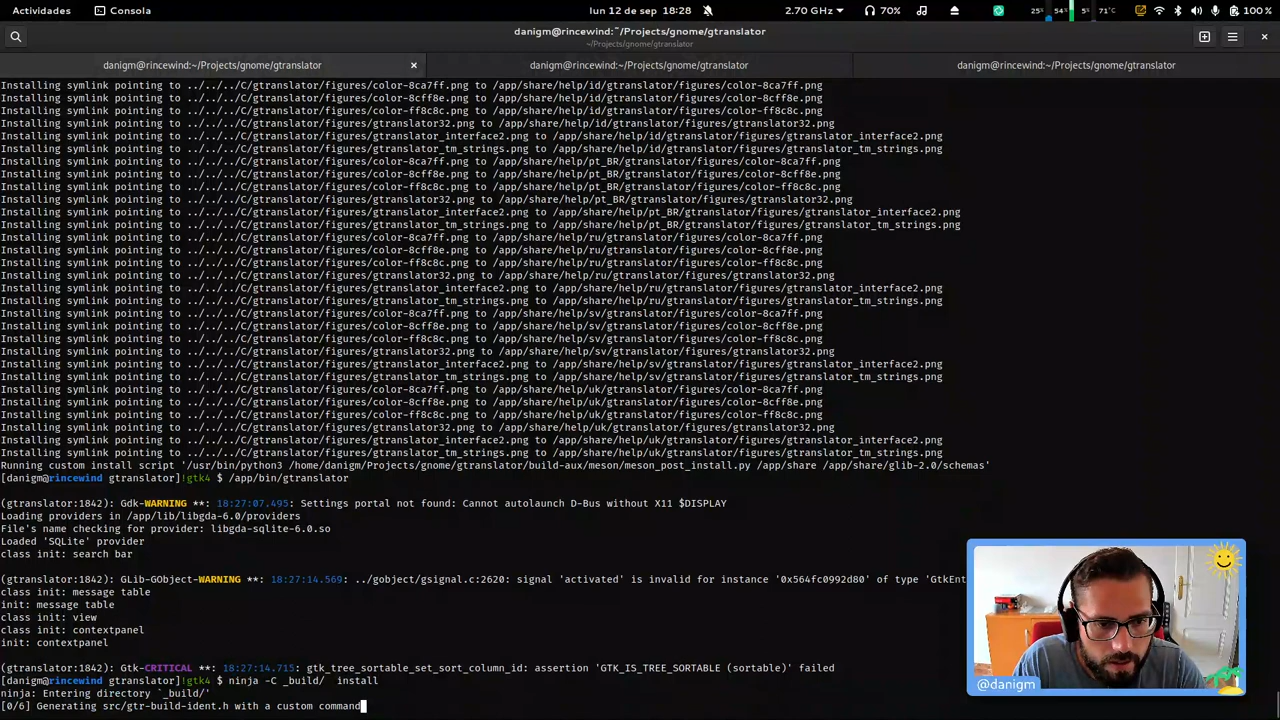 Actividades
Consola
lun 12 de sep 18:28
2.70 GHz
70%
25%
54%
5%
71°C
100 %
danigm@rincewind:~/Projects/gnome/gtranslator
~/Projects/gnome/gtranslator
danigm@rincewind:~/Projects/gnome/gtranslator
danigm@rincewind:~/Projects/gnome/gtranslator
danigm@rincewind:~/Projects/gnome/gtranslator
Installing symlink pointing to ../../../C/gtranslator/figures/color-8ca7ff.png to /app/share/help/id/gtranslator/figures/color-8ca7ff.png
Installing symlink pointing to ../../../C/gtranslator/figures/color-8cff8e.png to /app/share/help/id/gtranslator/figures/color-8cff8e.png
Installing symlink pointing to ../../../C/gtranslator/figures/color-ff8c8c.png to /app/share/help/id/gtranslator/figures/color-ff8c8c.png
Installing symlink pointing to ../../../C/gtranslator/figures/gtranslator32.png to /app/share/help/id/gtranslator/figures/gtranslator32.png
Installing symlink pointing to ../../../C/gtranslator/figures/gtranslator_interface2.png to /app/share/help/id/gtranslator/figures/gtranslator_interface2.png
Installing symlink pointing to ../../../C/gtranslator/figures/gtranslator_tm_strings.png to /app/share/help/id/gtranslator/figures/gtranslator_tm_strings.png
Installing symlink pointing to ../../../C/gtranslator/figures/color-8ca7ff.png to /app/share/help/pt_BR/gtranslator/figures/color-8ca7ff.png
Installing symlink pointing to ../../../C/gtranslator/figures/color-8cff8e.png to /app/share/help/pt_BR/gtranslator/figures/color-8cff8e.png
Installing symlink pointing to ../../../C/gtranslator/figures/color-ff8c8c.png to /app/share/help/pt_BR/gtranslator/figures/color-ff8c8c.png
Installing symlink pointing to ../../../C/gtranslator/figures/gtranslator32.png to /app/share/help/pt_BR/gtranslator/figures/gtranslator32.png
Installing symlink pointing to ../../../C/gtranslator/figures/gtranslator_interface2.png to /app/share/help/pt_BR/gtranslator/figures/gtranslator_interface2.png
Installing symlink pointing to ../../../C/gtranslator/figures/gtranslator_tm_strings.png to /app/share/help/pt_BR/gtranslator/figures/gtranslator_tm_strings.png
Installing symlink pointing to ../../../C/gtranslator/figures/color-8ca7ff.png to /app/share/help/ru/gtranslator/figures/color-8ca7ff.png
Installing symlink pointing to ../../../C/gtranslator/figures/color-8cff8e.png to /app/share/help/ru/gtranslator/figures/color-8cff8e.png
Installing symlink pointing to ../../../C/gtranslator/figures/color-ff8c8c.png to /app/share/help/ru/gtranslator/figures/color-ff8c8c.png
Installing symlink pointing to ../../../C/gtranslator/figures/gtranslator32.png to /app/share/help/ru/gtranslator/figures/gtranslator32.png
Installing symlink pointing to ../../../C/gtranslator/figures/gtranslator_interface2.png to /app/share/help/ru/gtranslator/figures/gtranslator_interface2.png
Installing symlink pointing to ../../../C/gtranslator/figures/gtranslator_tm_strings.png to /app/share/help/ru/gtranslator/figures/gtranslator_tm_strings.png
Installing symlink pointing to ../../../C/gtranslator/figures/color-8ca7ff.png to /app/share/help/sv/gtranslator/figures/color-8ca7ff.png
Installing symlink pointing to ../../../C/gtranslator/figures/color-8cff8e.png to /app/share/help/sv/gtranslator/figures/color-8cff8e.png
Installing symlink pointing to ../../../C/gtranslator/figures/color-ff8c8c.png to /app/share/help/sv/gtranslator/figures/color-ff8c8c.png
Installing symlink pointing to ../../../C/gtranslator/figures/gtranslator32.png to /app/share/help/sv/gtranslator/figures/gtranslator32.png
Installing symlink pointing to ../../../C/gtranslator/figures/gtranslator_interface2.png to /app/share/help/sv/gtranslator/figures/gtranslator_interface2.png
Installing symlink pointing to ../../../C/gtranslator/figures/gtranslator_tm_strings.png to /app/share/help/sv/gtranslator/figures/gtranslator_tm_strings.png
Installing symlink pointing to ../../../C/gtranslator/figures/color-8ca7ff.png to /app/share/help/uk/gtranslator/figures/color-8ca7ff.png
Installing symlink pointing to ../../../C/gtranslator/figures/color-8cff8e.png to /app/share/help/uk/gtranslator/figures/color-8cff8e.png
Installing symlink pointing to ../../../C/gtranslator/figures/color-ff8c8c.png to /app/share/help/uk/gtranslator/figures/color-ff8c8c.png
Installing symlink pointing to ../../../C/gtranslator/figures/gtranslator32.png to /app/share/help/uk/gtranslator/figures/gtranslator32.png
Installing symlink pointing to ../../../C/gtranslator/figures/gtranslator_interface2.png to /app/share/help/uk/gtranslator/figures/gtranslator_interface2.png
Installing symlink pointing to ../../../C/gtranslator/figures/gtranslator_tm_strings.png to /app/share/help/uk/gtranslator/figures/gtranslator_tm_strings.png
Running custom install script '/usr/bin/python3 /home/danigm/Projects/gnome/gtranslator/build-aux/meson/meson_post_install.py /app/share /app/share/glib-2.0/schemas'
[danigm@rincewind gtranslator]!gtk4 $ /app/bin/gtranslator
(gtranslator:1842): Gdk-WARNING **: 18:27:07.495: Settings portal not found: Cannot autolaunch D-Bus without X11 $DISPLAY
Loading providers in /app/lib/libgda-6.0/providers
File's name checking for provider: libgda-sqlite-6.0.so
Loaded 'SQLite' provider
class init: search bar
(gtranslator:1842): GLib-GObject-WARNING **: 18:27:14.569: ../gobject/gsignal.c:2620: signal 'activated' is invalid for instance '0x564fc0992d80' of type 'GtkEnt
class init: message table
init: message table
class init: view
class init: contextpanel
init: contextpanel
(gtranslator:1842): Gtk-CRITICAL **: 18:27:14.715: gtk_tree_sortable_set_sort_column_id: assertion 'GTK_IS_TREE_SORTABLE (sortable)' failed
[danigm@rincewind gtranslator]!gtk4 $ ninja -C _build/  install
ninja: Entering directory `_build/'
[0/6] Generating src/gtr-build-ident.h with a custom command
@danigm